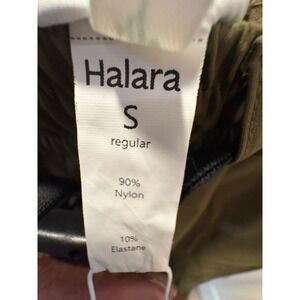 Halara
S
regular
90%
Nylon
10%
Elastane